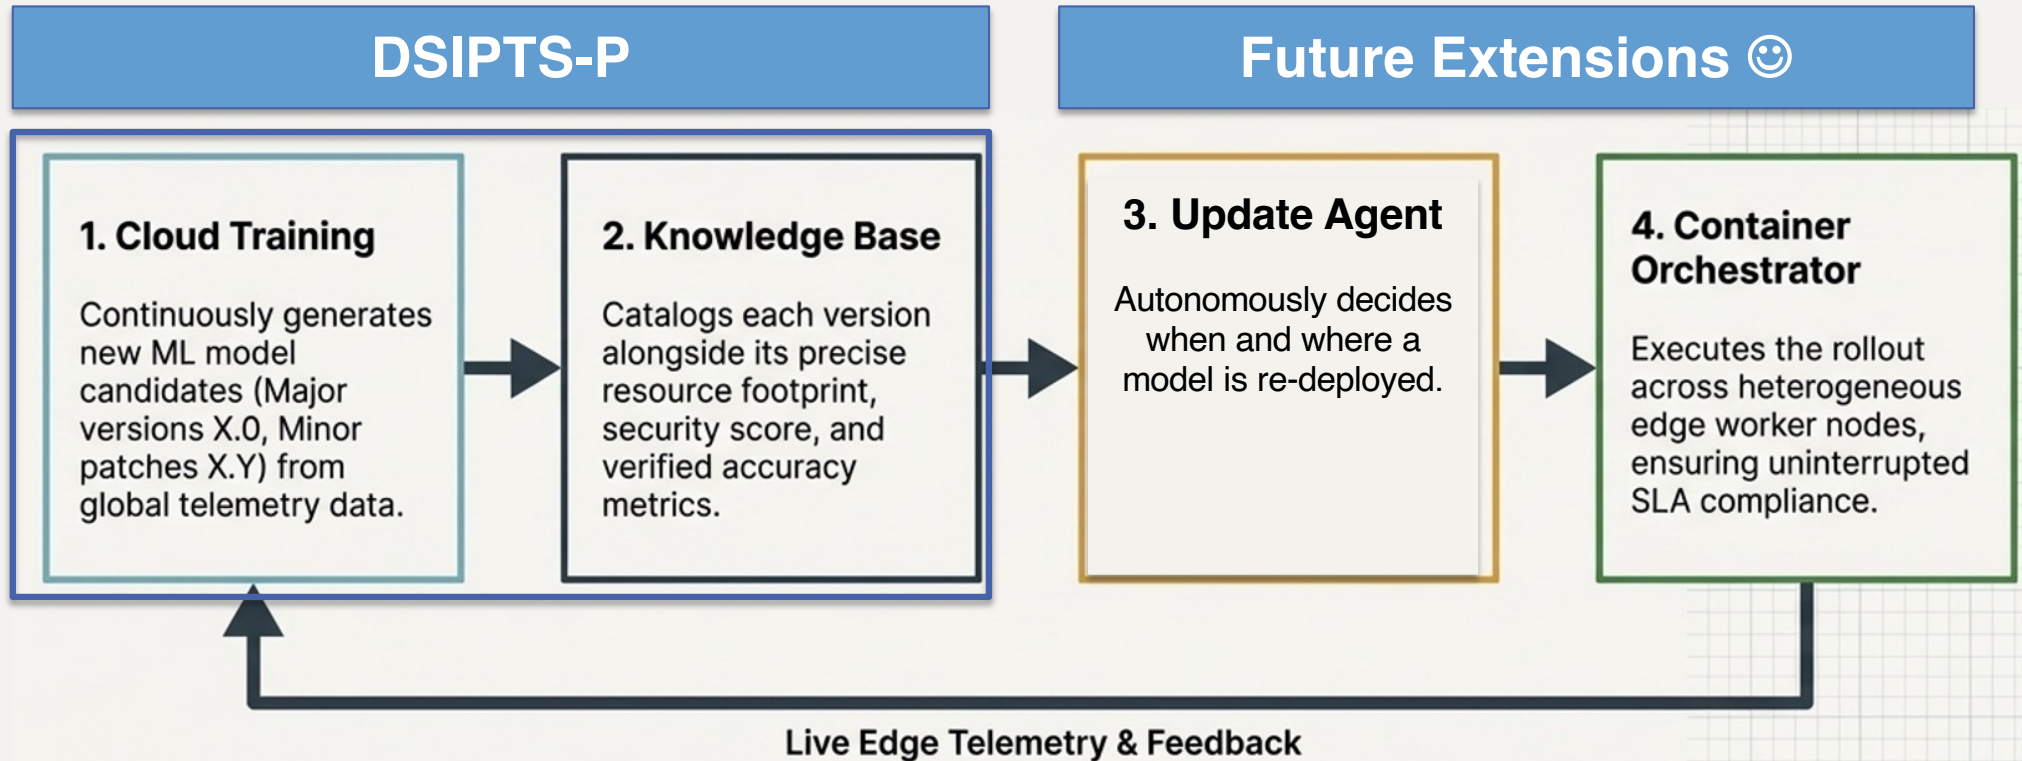 DSIPTS-P
Future Extensions ☺
1. Cloud Training
Continuously generates
new ML model
candidates (Major
versions X.0, Minor
patches X.Y) from
global telemetry data.
2. Knowledge Base
Catalogs each version
alongside its precise
resource footprint,
security score, and
verified accuracy
metrics.
3. Update Agent
Autonomously decides
when and where a
model is re-deployed.
4. Container
Orchestrator
Executes the rollout
across heterogeneous
edge worker nodes,
ensuring uninterrupted
SLA compliance.
Live Edge Telemetry & Feedback